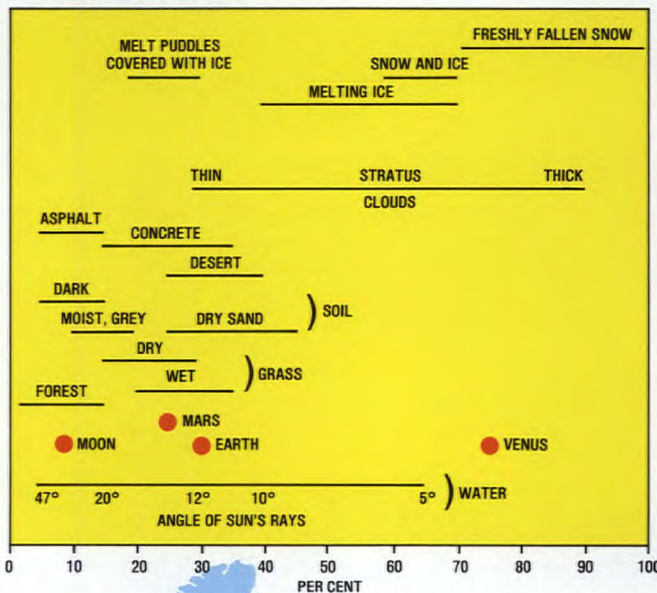 FRESHLY FALLEN SNOW
MELT PUDDLES
COVERED WITH ICE
SNOW AND ICE
MELTING ICE
THIN STRATUS THICK
CLOUDS
ASPHALT
CONCRETE
DESERT
DARK
SOIL
MOIST, GREY DRY SAND
DRY
WET
GRASS
FOREST
MARS
MOON EARTH VENUS
47° 20° 12° 10° 5° WATER
ANGLE OF SUN'S RAYS
0 10 20 30 40 50 60 70 80 90 100
PER CENT